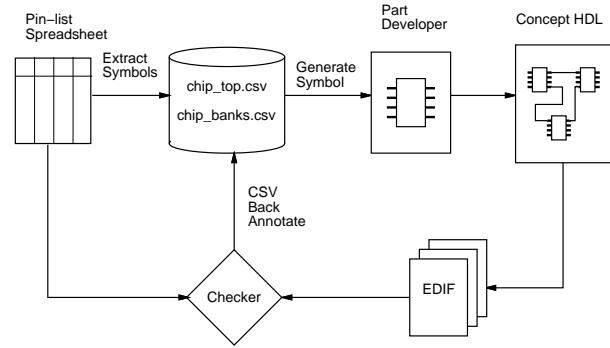 Pin–list
Spreadsheet
Extract
Symbols
chip_top.csv
chip_banks.csv
Generate
Symbol
Part
Developer
Concept HDL
CSV
Back
Annotate
Checker
EDIF